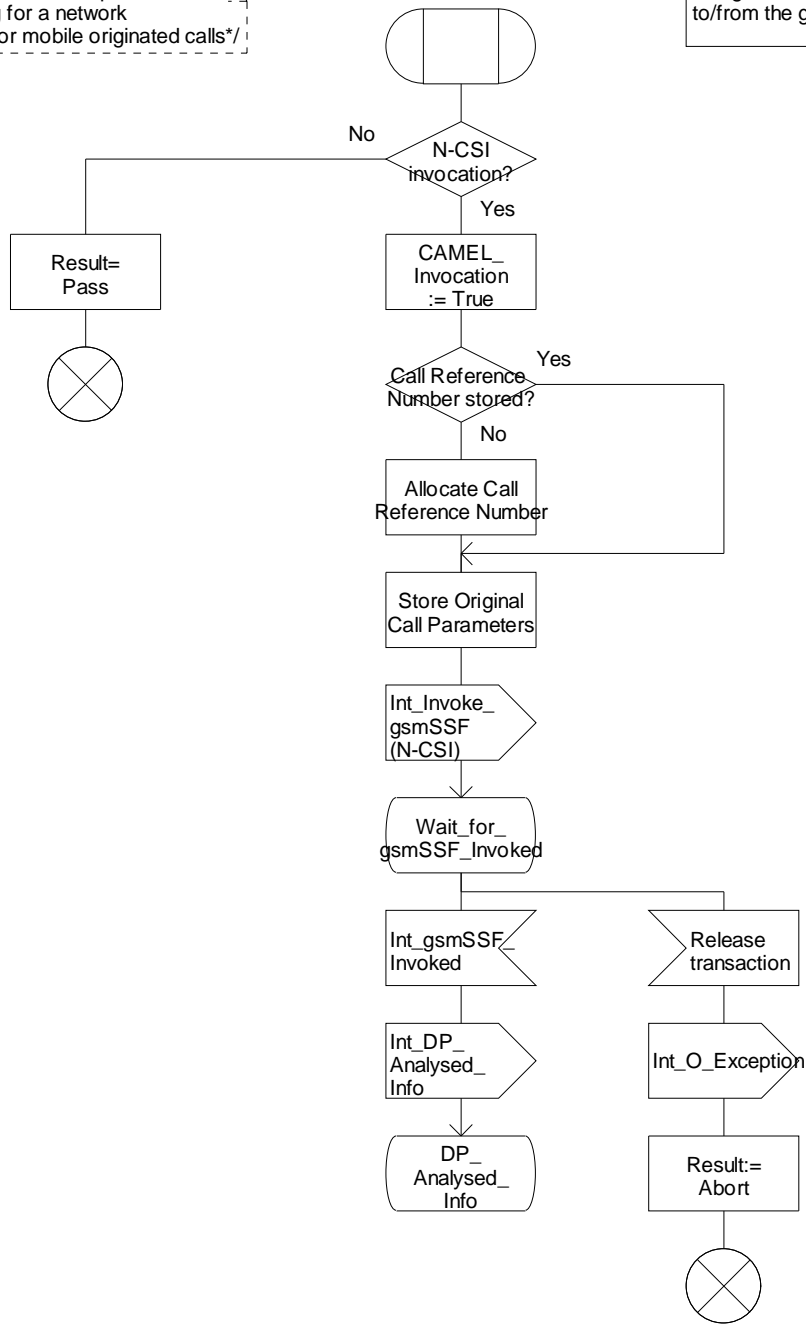 g for a network
or mobile originated calls*/
to/from the g
No
N-CSI
invocation?
Yes
Result=
Pass
CAMEL_
Invocation
:= True
Call Reference
Number stored?
Yes
No
Allocate Call
Reference Number
Store Original
Call Parameters
Int_Invoke_
gsmSSF
(N-CSI)
Wait_for_
gsmSSF_Invoked
Int_gsmSSF_
Invoked
Release
transaction
Int_DP_
Analysed_
Info
Int_O_Exception
DP_
Analysed_
Info
Result:=
Abort